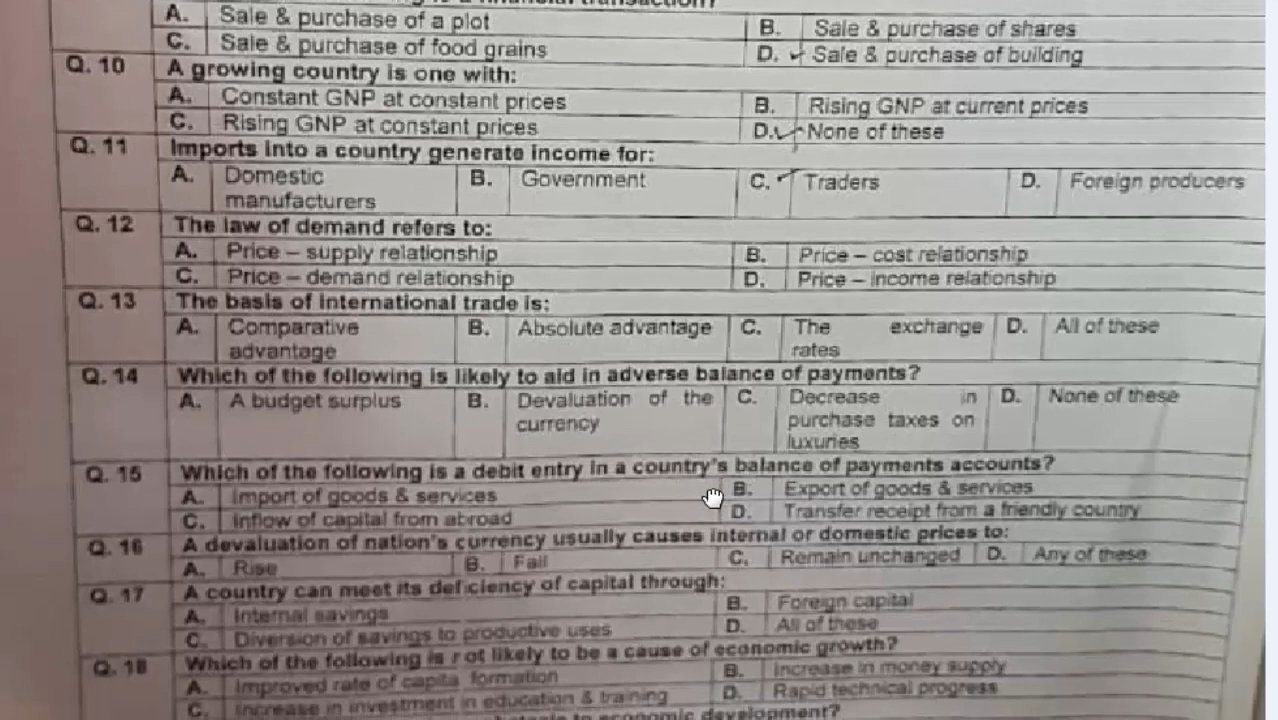 transaction?
A. Sale & purchase of a plot B. Sale & purchase of shares
C. Sale & purchase of food grains D. Sale & purchase of building
Q. 10 A growing country is one with:
A. Constant GNP at constant prices B. Rising GNP at current prices
C. Rising GNP at constant prices D. None of these
Q. 11 Imports into a country generate income for:
A. Domestic manufacturers B. Government C. Traders D. Foreign producers
Q. 12 The law of demand refers to:
A. Price – supply relationship B. Price – cost relationship
C. Price – demand relationship D. Price – income relationship
Q. 13 The basis of international trade is:
A. Comparative advantage B. Absolute advantage C. The exchange rates D. All of these
Q. 14 Which of the following is likely to aid in adverse balance of payments?
A. A budget surplus B. Devaluation of the currency C. Decrease in purchase taxes on luxuries D. None of these
Q. 15 Which of the following is a debit entry in a country's balance of payments accounts?
A. Import of goods & services B. Export of goods & services
C. Inflow of capital from abroad D. Transfer receipt from a friendly country
Q. 16 A devaluation of nation's currency usually causes internal or domestic prices to:
A. Rise B. Fall C. Remain unchanged D. Any of these
Q. 17 A country can meet its deficiency of capital through:
A. Internal savings B. Foreign capital
C. Diversion of savings to productive uses D. All of these
Q. 18 Which of the following is not likely to be a cause of economic growth?
A. Improved rate of capita formation B. Increase in money supply
C. Increase in investment in education & training D. Rapid technical progress
to economic development?